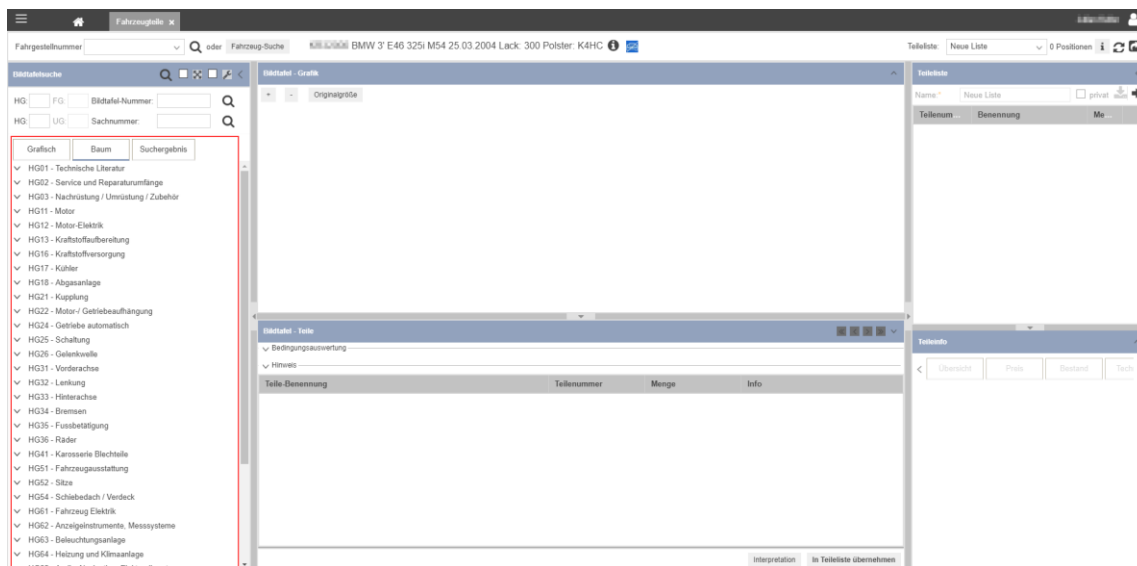 Fahrzeugteile x
Fahrgestellnummer oder Fahrzeug-Suche BMW 3' E46 325i M54 25.03.2004 Lack: 300 Polster: K4HC Teileliste: Neue Liste 0 Positionen
Bildtafelsuche
HG: FG: Bildtafel-Nummer:
HG: UG: Sachnummer:
Grafisch Baum Suchergebnis
HG01 - Technische Literatur
HG02 - Service und Reparaturumfänge
HG03 - Nachrüstung / Umrüstung / Zubehör
HG11 - Motor
HG12 - Motor-Elektrik
HG13 - Kraftstoffaufbereitung
HG16 - Kraftstoffversorgung
HG17 - Kühler
HG18 - Abgasanlage
HG21 - Kupplung
HG22 - Motor-/ Getriebeaufhängung
HG24 - Getriebe automatisch
HG25 - Schaltung
HG26 - Gelenkwelle
HG31 - Vorderachse
HG32 - Lenkung
HG33 - Hinterachse
HG34 - Bremsen
HG35 - Fussbetätigung
HG36 - Räder
HG41 - Karosserie Blechteile
HG51 - Fahrzeugausstattung
HG52 - Sitze
HG54 - Schiebedach / Verdeck
HG61 - Fahrzeug Elektrik
HG62 - Anzeigeinstrumente, Messsysteme
HG63 - Beleuchtungsanlage
HG64 - Heizung und Klimaanlage
Bildtafel - Grafik
+ - Originalgröße
Bildtafel - Teile
Bedingungsauswertung
Hinweis
Teile-Benennung Teilenummer Menge Info
Interpretation In Teileliste übernehmen
Teileliste
Name:* Neue Liste privat
Teilenum... Benennung Me...
Teileinfo
Übersicht Preis Bestand Tech